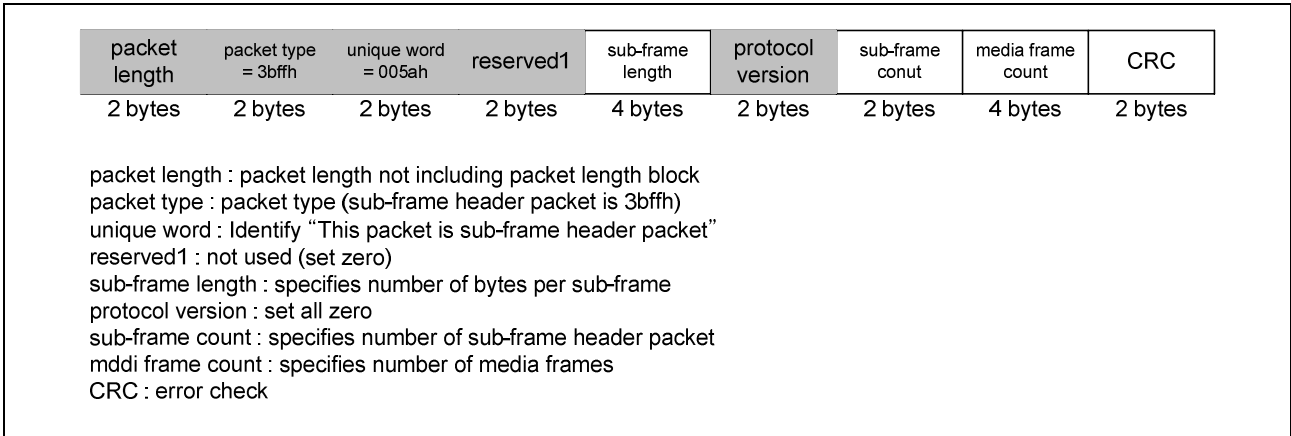 packet length
packet type = 3bffh
unique word = 005ah
reserved1
sub-frame length
protocol version
sub-frame conut
media frame count
CRC
2 bytes 2 bytes 2 bytes 2 bytes 4 bytes 2 bytes 2 bytes 4 bytes 2 bytes
packet length : packet length not including packet length block
packet type : packet type (sub-frame header packet is 3bffh)
unique word : Identify “This packet is sub-frame header packet”
reserved1 : not used (set zero)
sub-frame length : specifies number of bytes per sub-frame
protocol version : set all zero
sub-frame count : specifies number of sub-frame header packet
mddi frame count : specifies number of media frames
CRC : error check